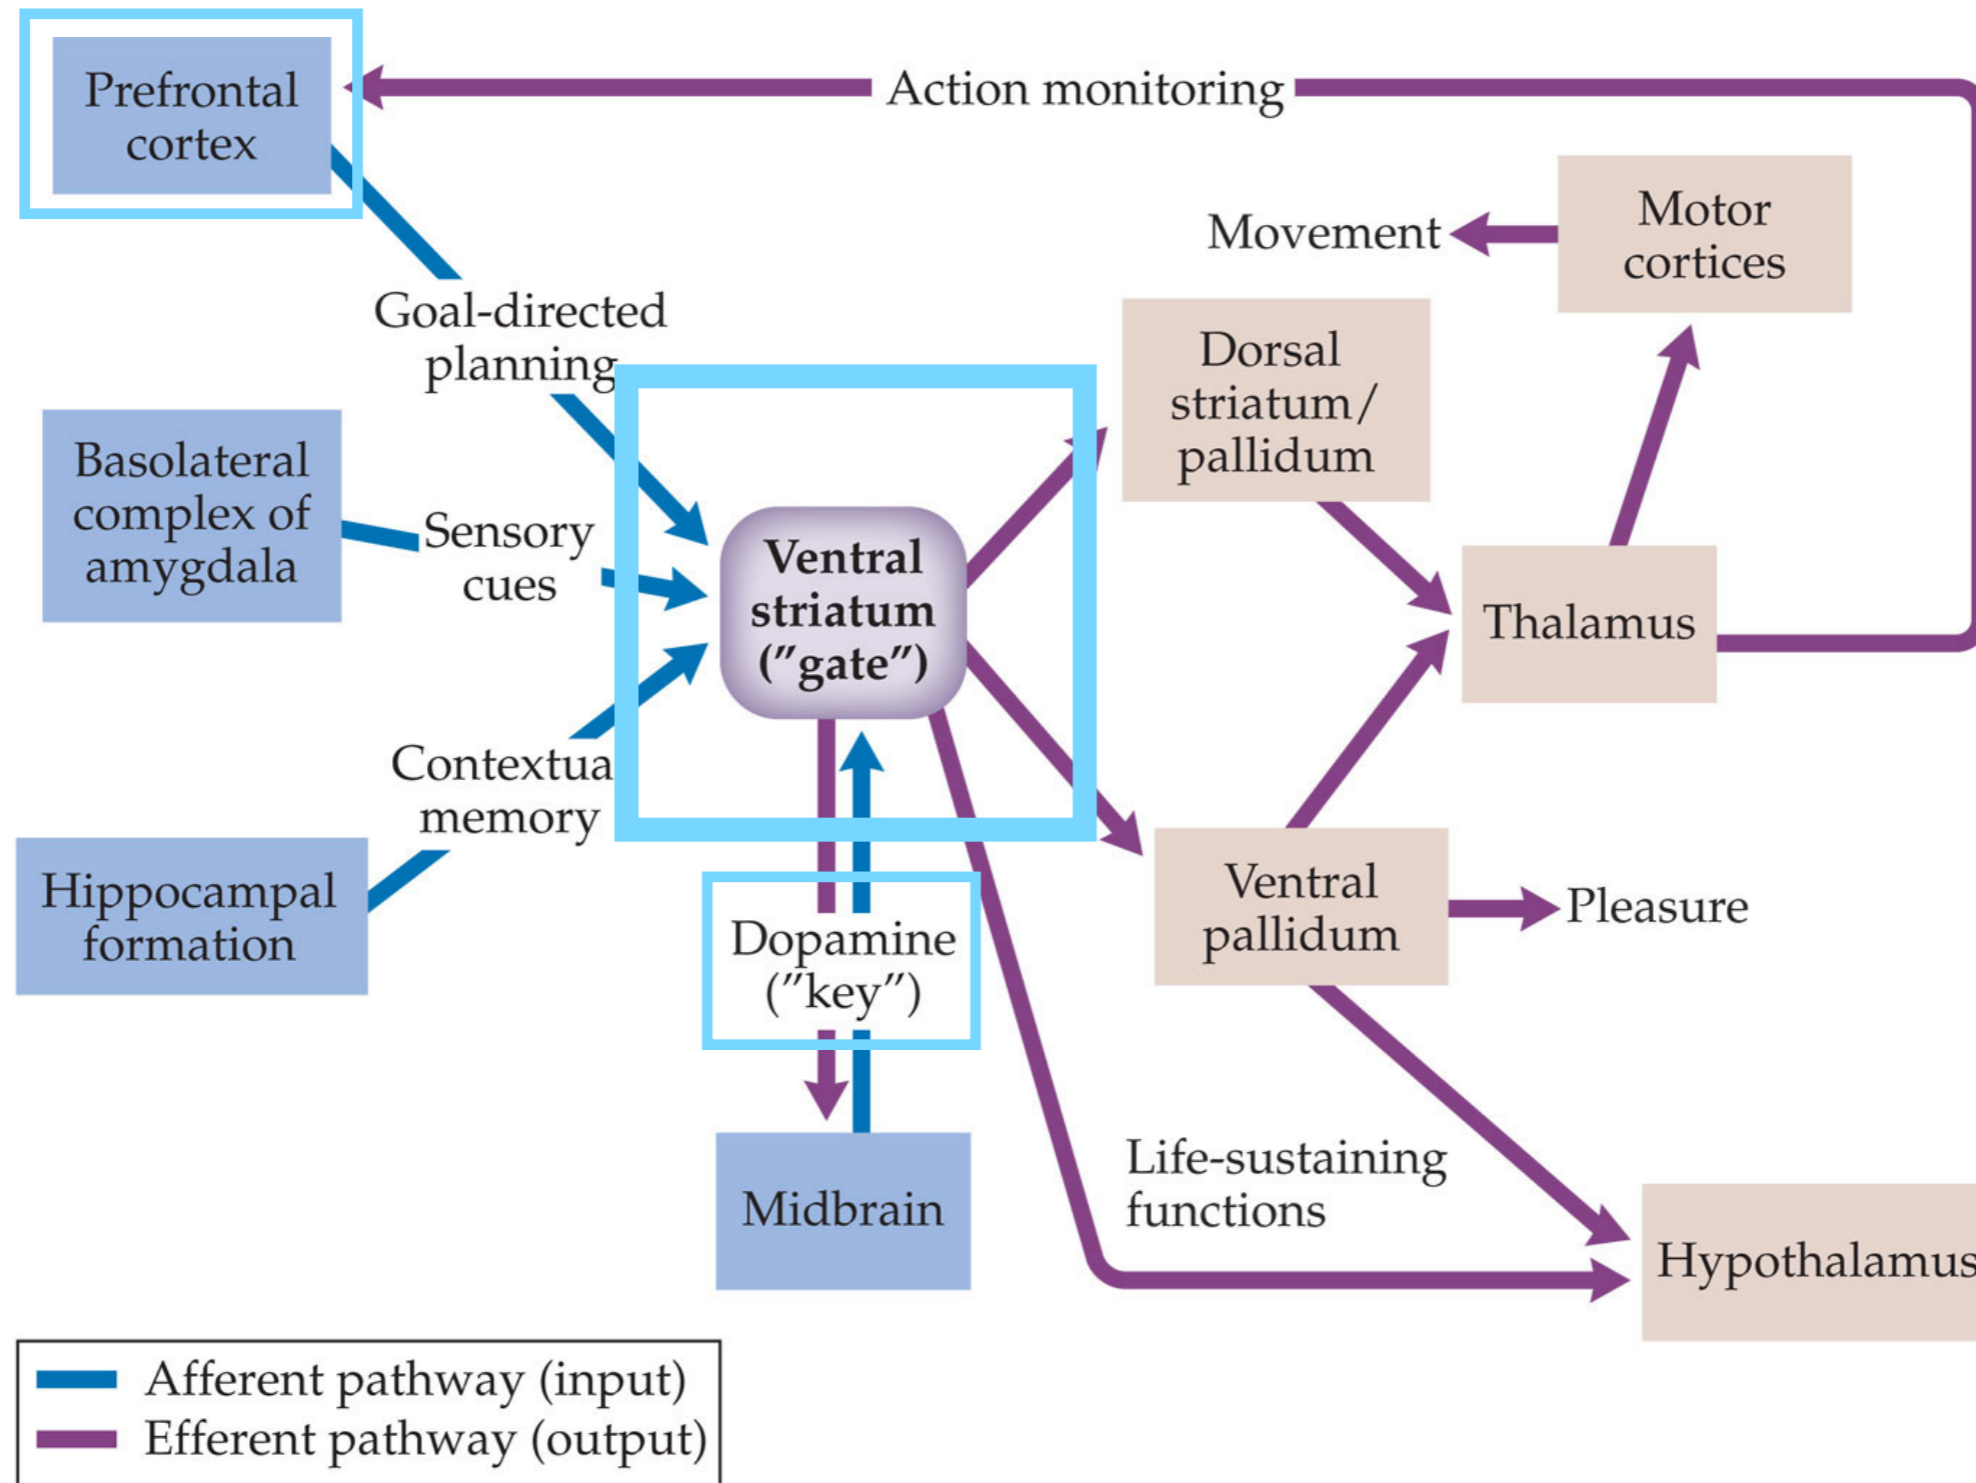 Prefrontal
cortex
Action monitoring
Motor
cortices
Movement
Goal-directed
planning
Dorsal
striatum/
pallidum
Basolateral
complex of
amygdala
Sensory
cues
Ventral
striatum
("gate")
Thalamus
Contextua
memory
Hippocampal
formation
Dopamine
("key")
Ventral
pallidum
Pleasure
Midbrain
Life-sustaining
functions
Hypothalamus
Afferent pathway (input)
Efferent pathway (output)